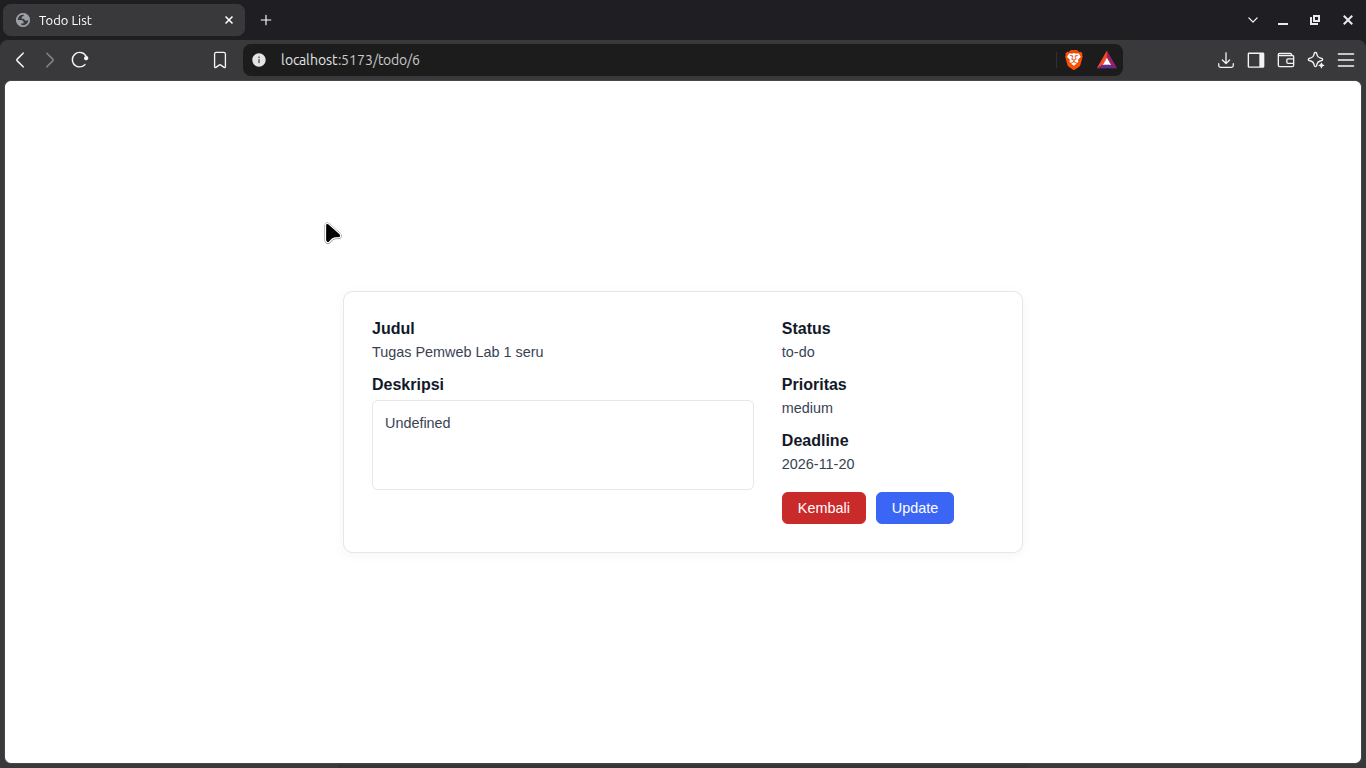 Todo List
localhost:5173/todo/6
Judul
Tugas Pemweb Lab 1 seru
Deskripsi
Undefined
Status
to-do
Prioritas
medium
Deadline
2026-11-20
Kembali
Update